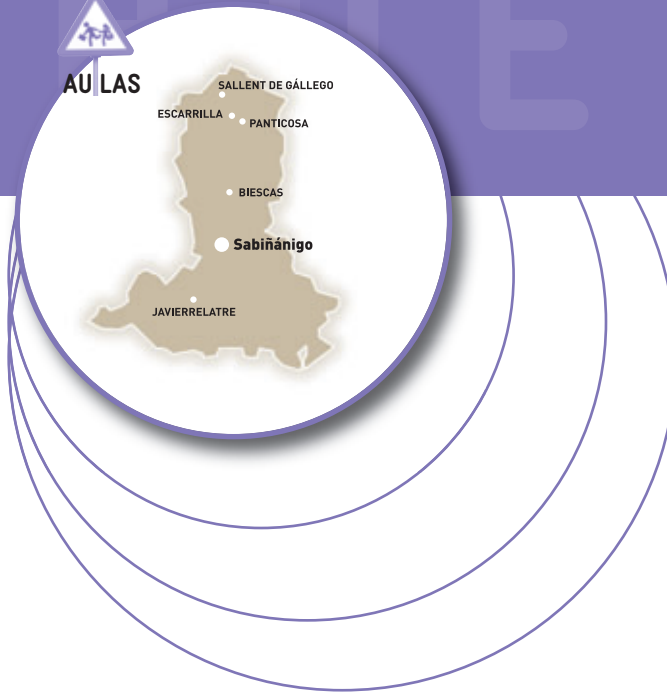 AULAS
SALLENT DE GÁLLEGO
ESCARRILLA
PANTICOSA
BIESCAS
Sabiñánigo
JAVIERRELATRE